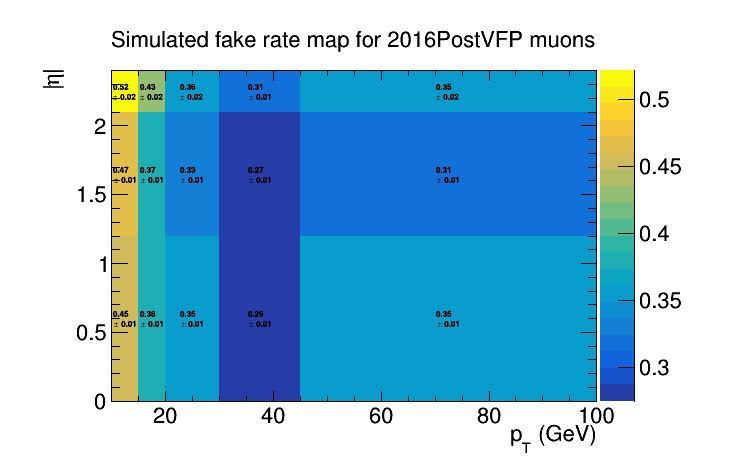 Simulated fake rate map for 2016PostVFP muons
|η|
0.52 0.43 0.36 0.31 0.35
± 0.02 ± 0.02 ± 0.02 ± 0.01 ± 0.02
0.47 0.37 0.33 0.27 0.31
± 0.01 ± 0.01 ± 0.01 ± 0.01 ± 0.01
0.45 0.38 0.35 0.29 0.35
± 0.01 ± 0.01 ± 0.01 ± 0.01 ± 0.01
2
1.5
1
0.5
0
20 40 60 80 100
p_T (GeV)
0.5
0.45
0.4
0.35
0.3